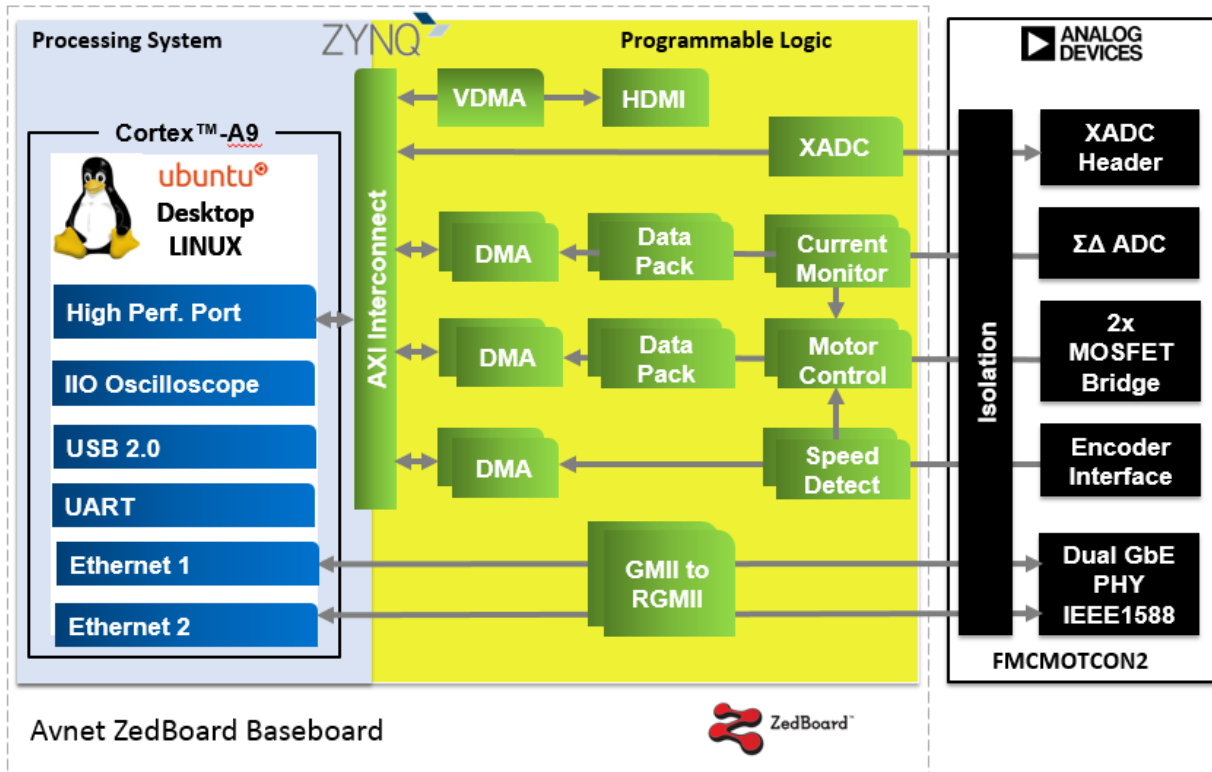 Processing System
ZYNQ
Programmable Logic
ANALOG
DEVICES
VDMA
HDMI
Cortex™-A9
XADC
XADC
Header
ubuntu
Desktop
LINUX
AXI Interconnect
DMA
Data
Pack
Current
Monitor
ΣΔ ADC
High Perf. Port
Isolation
2x
MOSFET
Bridge
DMA
Data
Pack
Motor
Control
IIO Oscilloscope
USB 2.0
DMA
Speed
Detect
Encoder
Interface
UART
Ethernet 1
GMII to
RGMII
Dual GbE
PHY
IEEE1588
Ethernet 2
FMCMOTCON2
Avnet ZedBoard Baseboard
ZedBoard™